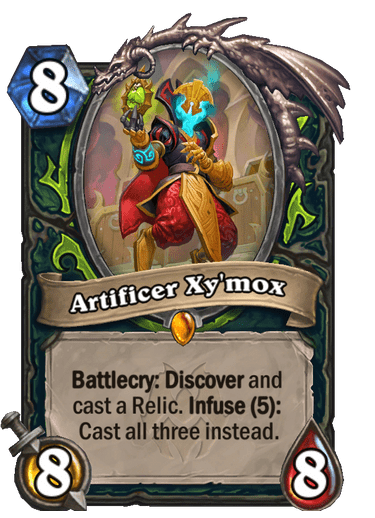 8
Artificer Xy'mox
Battlecry: Discover and
cast a Relic. Infuse (5):
Cast all three instead.
8
8